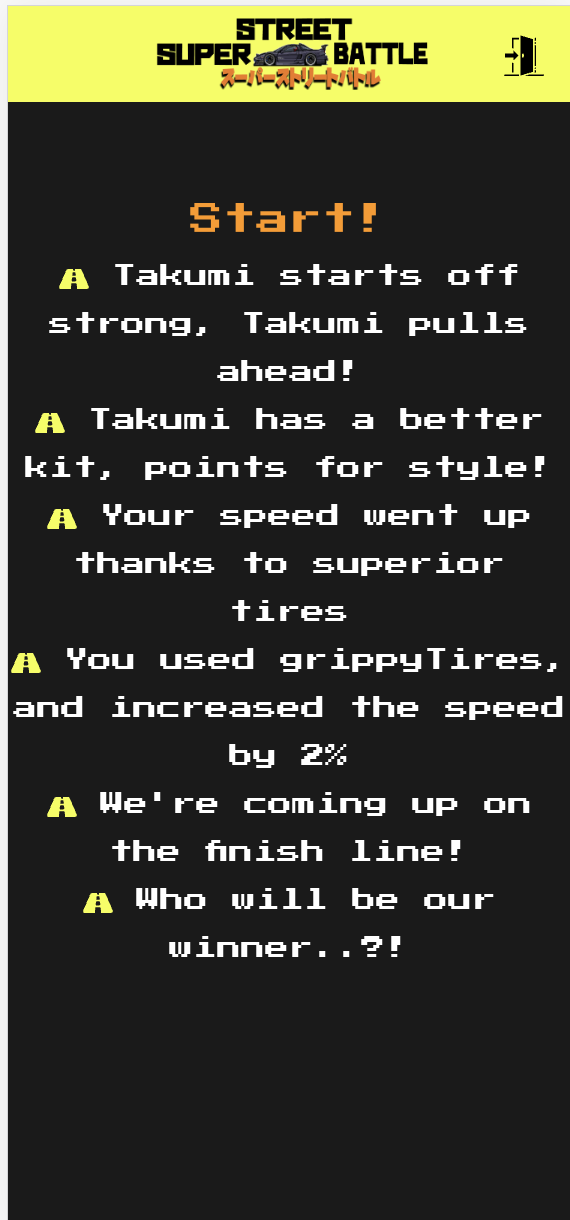 STREET
SUPER BATTLE
スーパーストリートバトル
Start!
Takumi starts off
strong, Takumi pulls
ahead!
Takumi has a better
kit, points for style!
Your speed went up
thanks to superior
tires
You used grippyTires,
and increased the speed
by 2%
We're coming up on
the finish line!
Who will be our
winner..?!